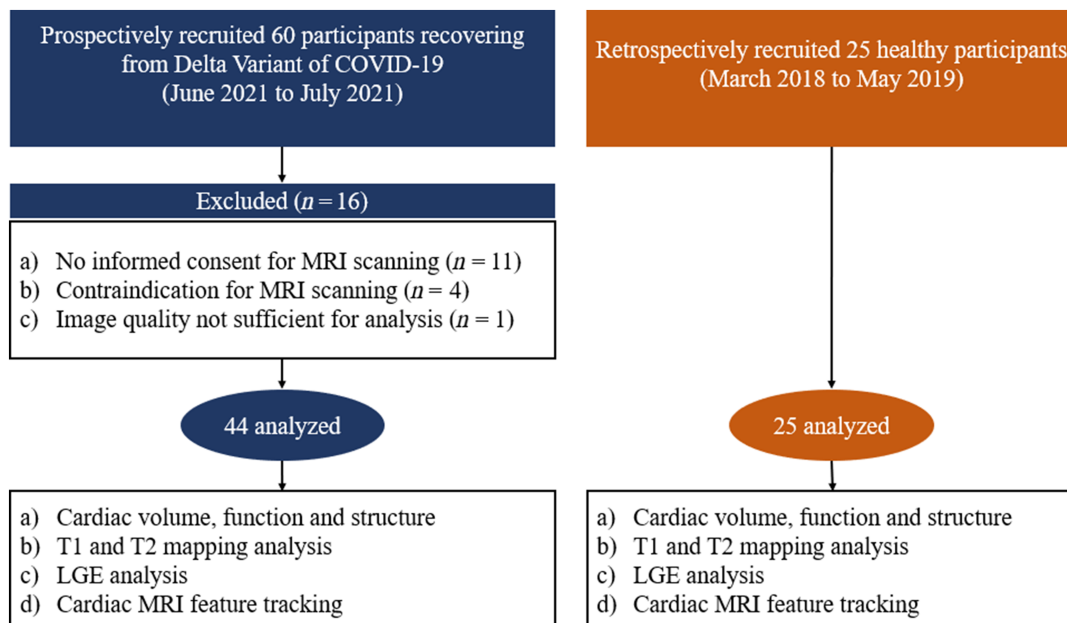 Prospectively recruited 60 participants recovering
from Delta Variant of COVID-19
(June 2021 to July 2021)
Excluded (n = 16)
a) No informed consent for MRI scanning (n = 11)
b) Contraindication for MRI scanning (n = 4)
c) Image quality not sufficient for analysis (n = 1)
44 analyzed
a) Cardiac volume, function and structure
b) T1 and T2 mapping analysis
c) LGE analysis
d) Cardiac MRI feature tracking
Retrospectively recruited 25 healthy participants
(March 2018 to May 2019)
25 analyzed
a) Cardiac volume, function and structure
b) T1 and T2 mapping analysis
c) LGE analysis
d) Cardiac MRI feature tracking